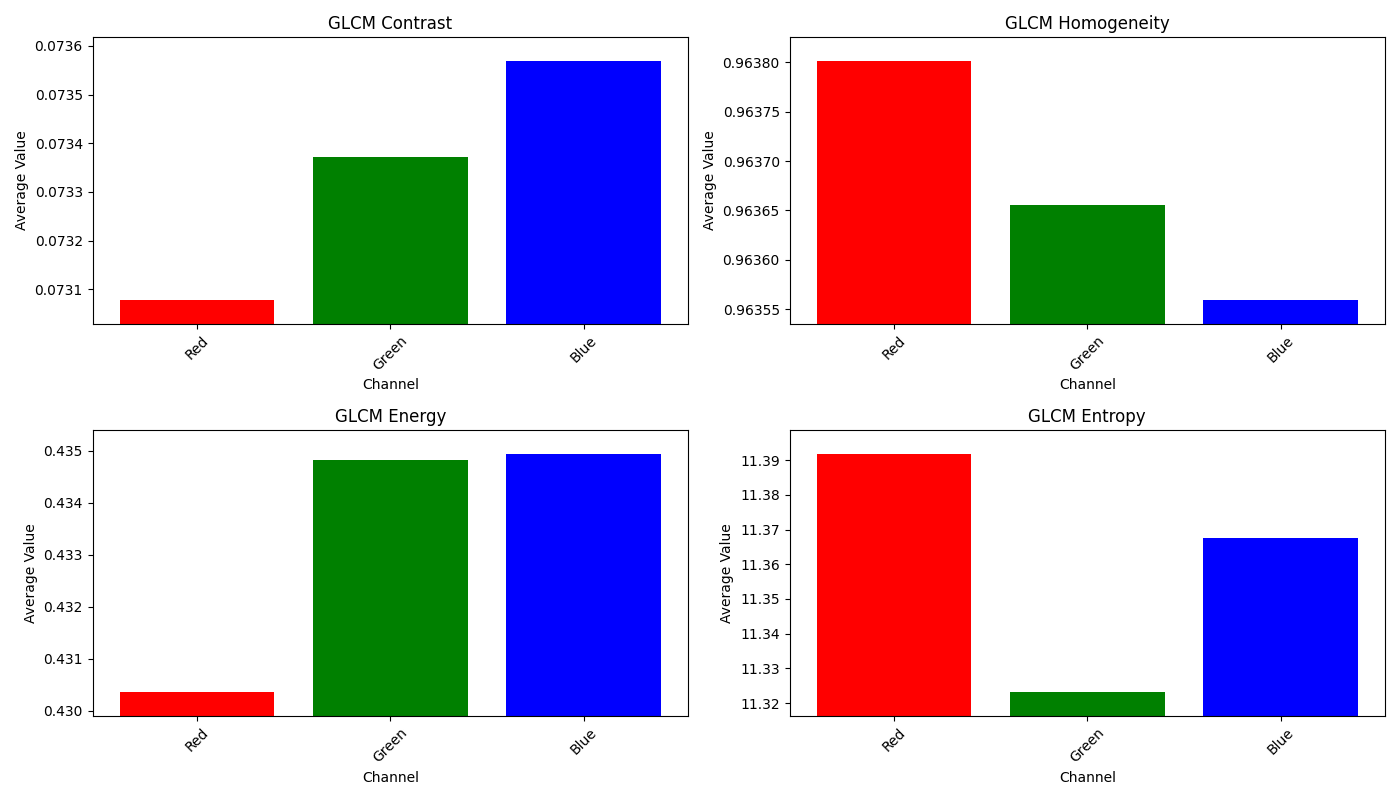 GLCM Contrast
Average Value
0.0736
0.0735
0.0734
0.0733
0.0732
0.0731
Red
Green
Blue
Channel
GLCM Homogeneity
Average Value
0.96380
0.96375
0.96370
0.96365
0.96360
0.96355
Red
Green
Blue
Channel
GLCM Energy
Average Value
0.435
0.434
0.433
0.432
0.431
0.430
Red
Green
Blue
Channel
GLCM Entropy
Average Value
11.39
11.38
11.37
11.36
11.35
11.34
11.33
11.32
Red
Green
Blue
Channel